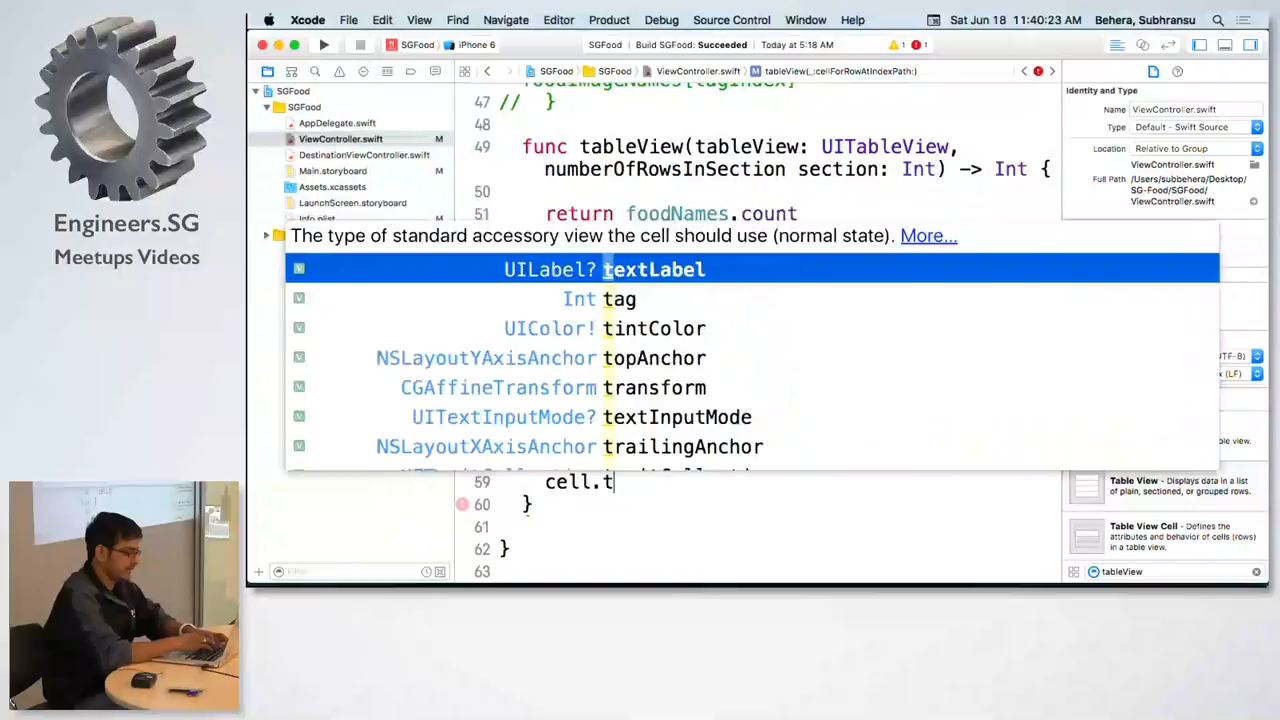 Xcode File Edit View Find Navigate Editor Product Debug Source Control Window Help Sat Jun 18 11:40:23 AM Behera, Subhransu
SGFood iPhone 6 SGFood Build SGFood: Succeeded Today at 5:18 AM 1 1
SGFood SGFood ViewController.swift M tableView(_:cellForRowAtIndexPath:)
Engineers.SG
Meetups Videos
SGFood
SGFood
AppDelegate.swift
ViewController.swift M
DestinationViewController.swift M
Main.storyboard M
Assets.xcassets M
LaunchScreen.storyboard
Info.plist
Filter
foodImageNames[tagIndex]
47 // }
48
49 func tableView(tableView: UITableView,
numberOfRowsInSection section: Int) -> Int {
50
51 return foodNames.count
The type of standard accessory view the cell should use (normal state). More...
V UILabel? textLabel
V Int tag
V UIColor! tintColor
V NSLayoutYAxisAnchor topAnchor
V CGAffineTransform transform
V UITextInputMode? textInputMode
V NSLayoutXAxisAnchor trailingAnchor
59 cell.t
60 }
61
62 }
63
Identity and Type
Name ViewController.swift
Type Default - Swift Source
Location Relative to Group
ViewController.swift
Full Path /Users/subbehera/Desktop/
SG-Food/SGFood/
ViewController.swift
Table View - Displays data in a
list of plain, sectioned, or grouped rows.
Table View Cell - Defines the
attributes and behavior of cells (rows)
in a table view.
tableView